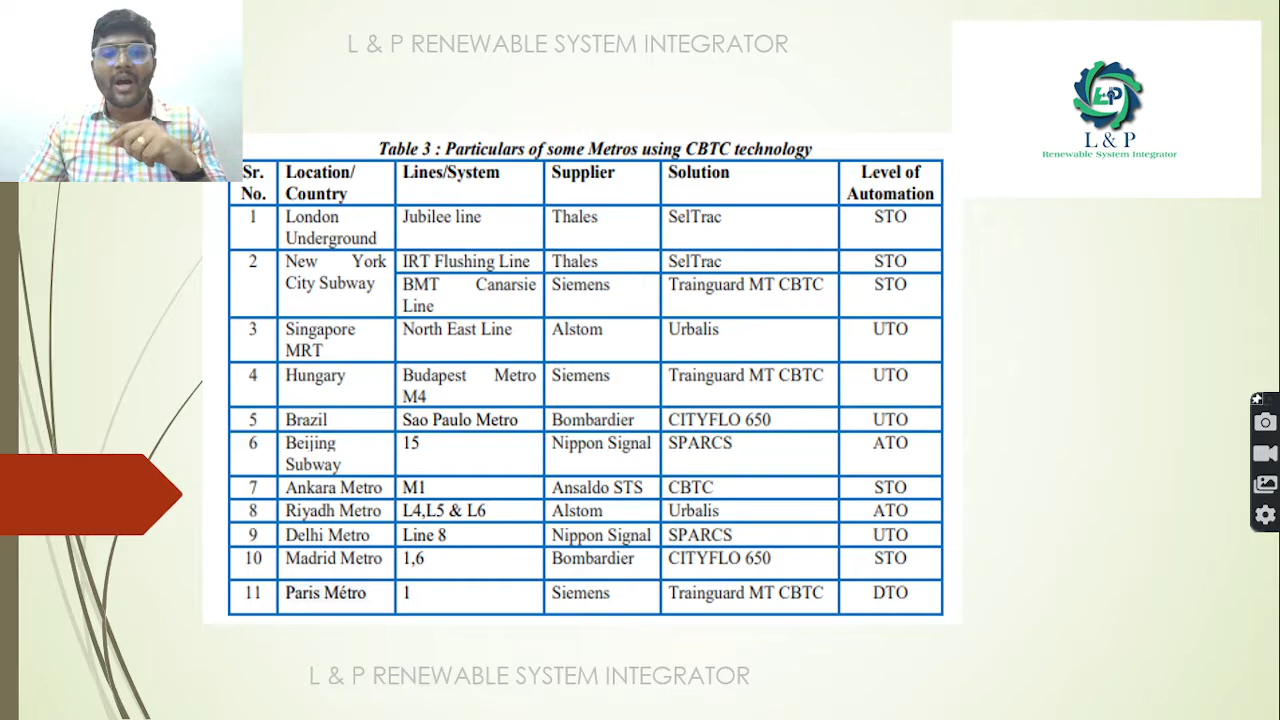 L & P RENEWABLE SYSTEM INTEGRATOR
L&P
L & P
Renewable System Integrator
Table 3 : Particulars of some Metros using CBTC technology
Sr. No. Location/ Country Lines/System Supplier Solution Level of Automation
1 London Underground Jubilee line Thales SelTrac STO
2 New York City Subway IRT Flushing Line Thales SelTrac STO
BMT Canarsie Line Siemens Trainguard MT CBTC STO
3 Singapore MRT North East Line Alstom Urbalis UTO
4 Hungary Budapest Metro M4 Siemens Trainguard MT CBTC UTO
5 Brazil Sao Paulo Metro Bombardier CITYFLO 650 UTO
6 Beijing Subway 15 Nippon Signal SPARCS ATO
7 Ankara Metro M1 Ansaldo STS CBTC STO
8 Riyadh Metro L4,L5 & L6 Alstom Urbalis ATO
9 Delhi Metro Line 8 Nippon Signal SPARCS UTO
10 Madrid Metro 1,6 Bombardier CITYFLO 650 STO
11 Paris Métro 1 Siemens Trainguard MT CBTC DTO
L & P RENEWABLE SYSTEM INTEGRATOR